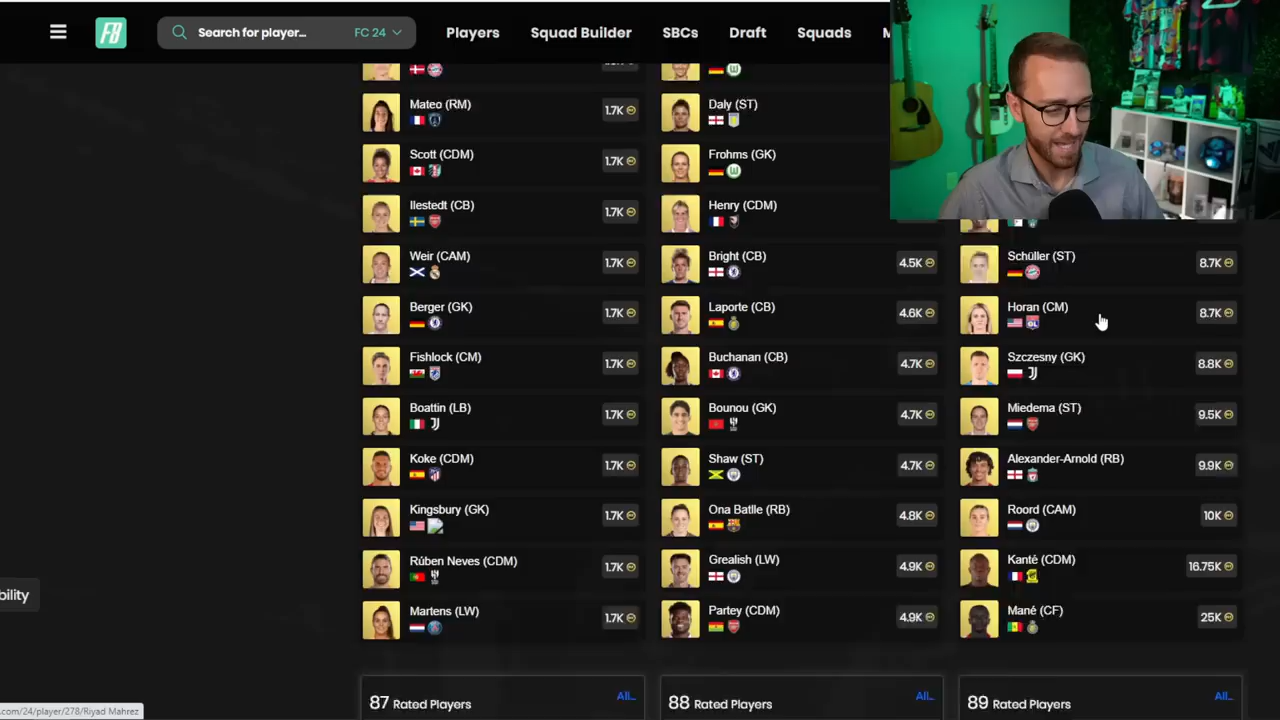 FB
Search for player...
FC 24
Players
Squad Builder
SBCs
Draft
Squads
M
Mateo (RM)
1.7K
Scott (CDM)
1.7K
Ilestedt (CB)
1.7K
Weir (CAM)
1.7K
Berger (GK)
1.7K
Fishlock (CM)
1.7K
Boattin (LB)
1.7K
Koke (CDM)
1.7K
Kingsbury (GK)
1.7K
Rúben Neves (CDM)
1.7K
Martens (LW)
1.7K
Daly (ST)
Frohms (GK)
Henry (CDM)
Bright (CB)
4.5K
Laporte (CB)
4.6K
Buchanan (CB)
4.7K
Bounou (GK)
4.7K
Shaw (ST)
4.7K
Ona Batlle (RB)
4.8K
Grealish (LW)
4.9K
Partey (CDM)
4.9K
Schüller (ST)
8.7K
Horan (CM)
8.7K
Szczesny (GK)
8.8K
Miedema (ST)
9.5K
Alexander-Arnold (RB)
9.9K
Roord (CAM)
10K
Kanté (CDM)
16.75K
Mané (CF)
25K
87 Rated Players
All...
88 Rated Players
All...
89 Rated Players
All...
bility
.com/24/player/278/Riyad Mahrez